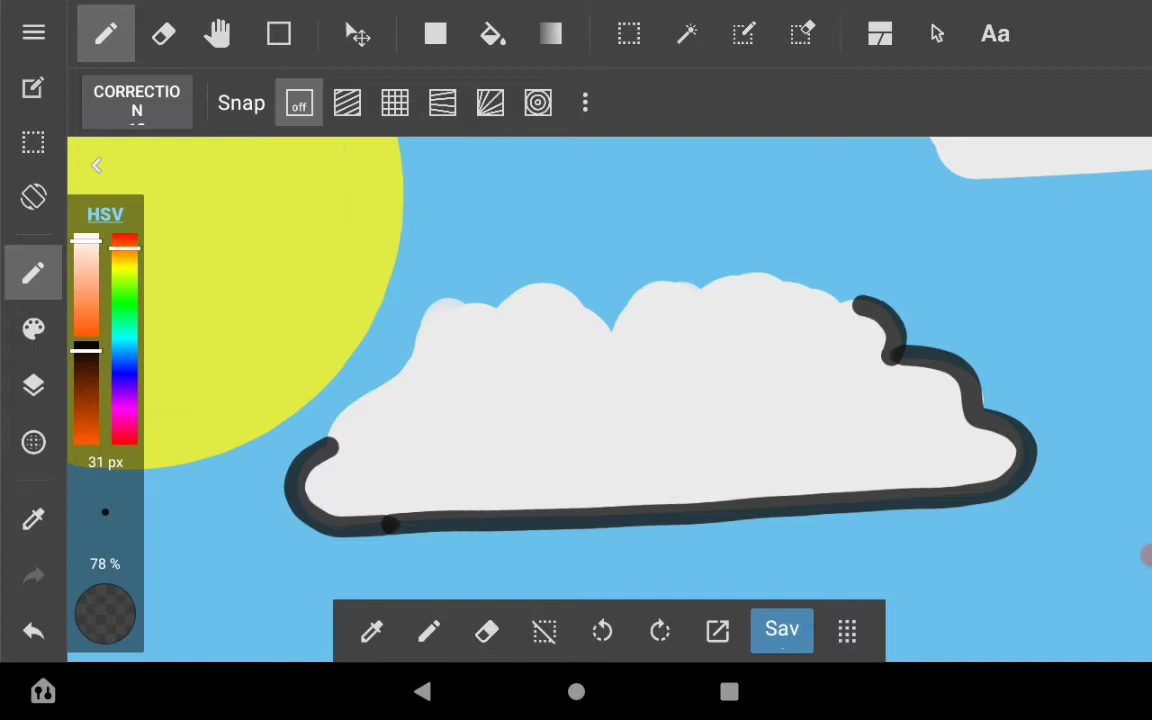 Aa
CORRECTIO
N
Snap
off
HSV
31 px
78 %
Sav